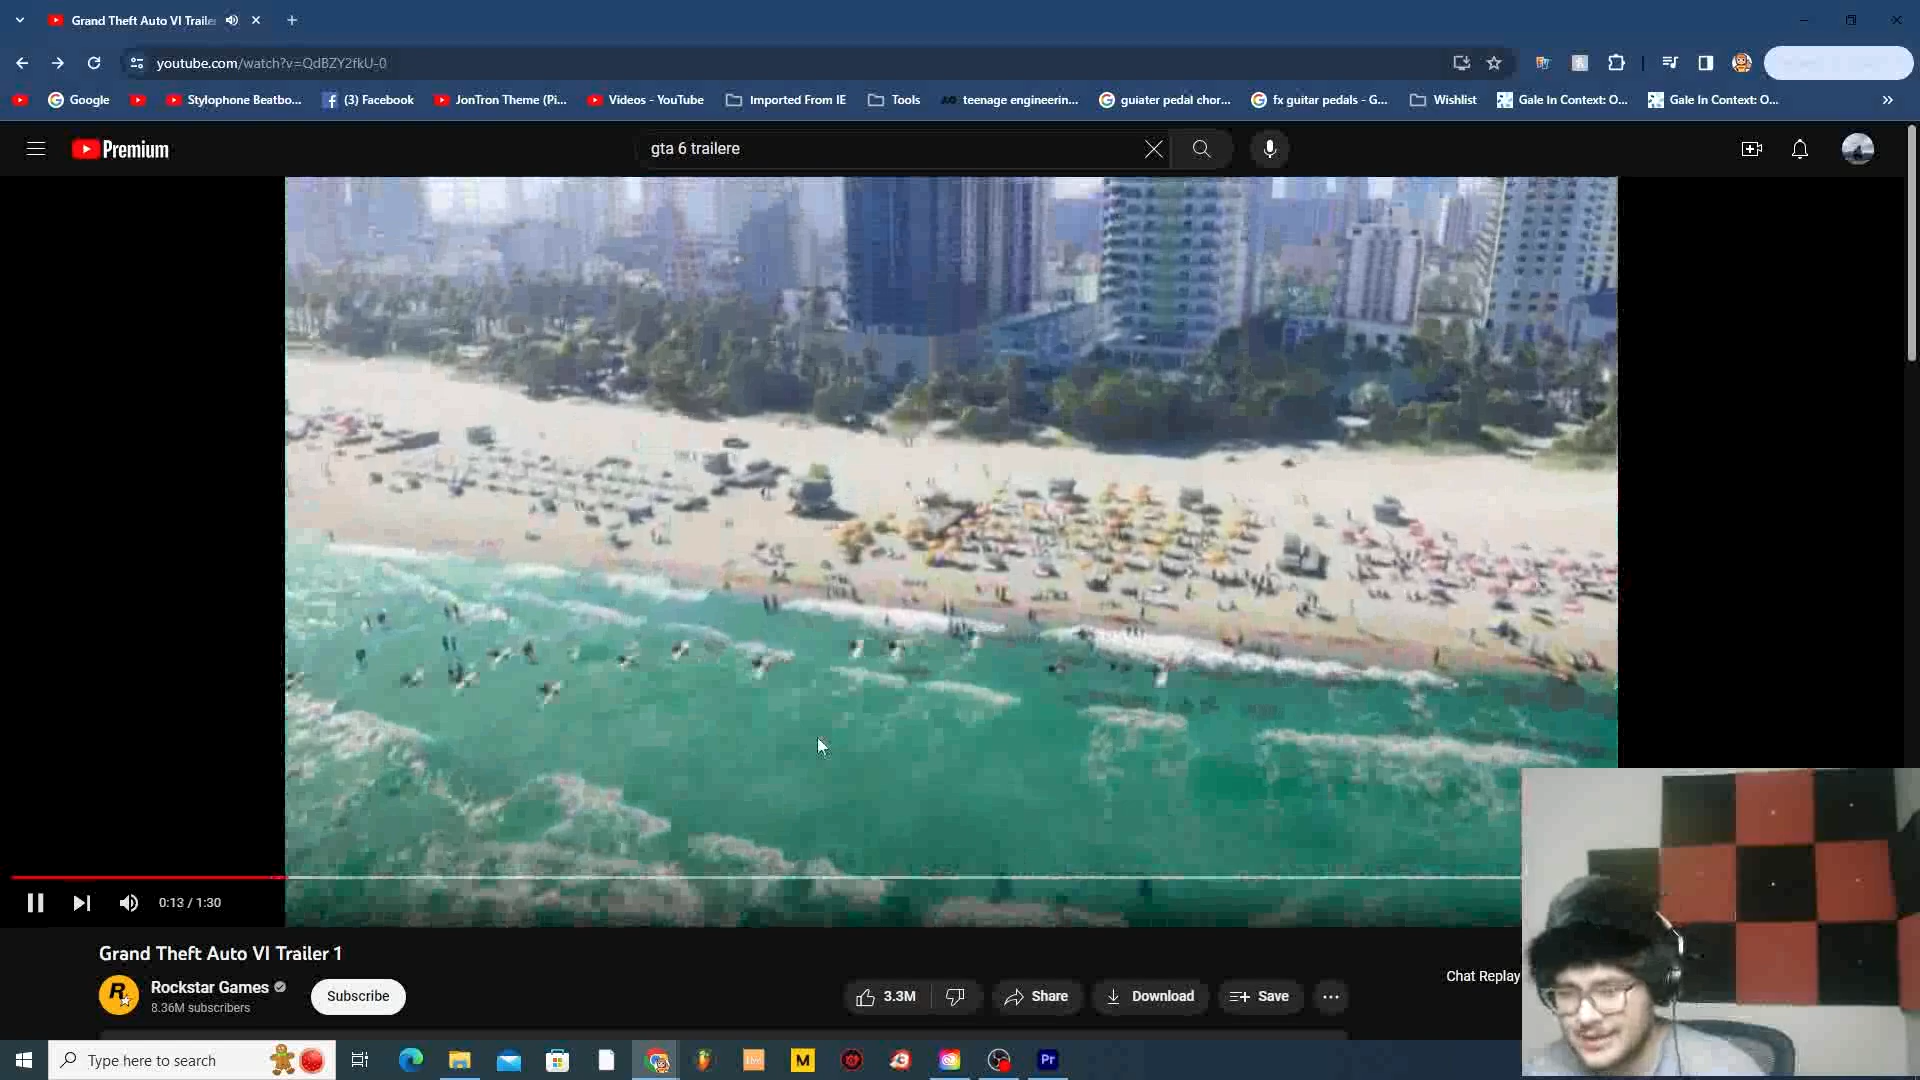 Grand Theft Auto VI Traile
youtube.com/watch?v=QdBZY2fkU-0
Google
Stylophone Beatbo...
(3) Facebook
JonTron Theme (Pi...
Videos - YouTube
Imported From IE
Tools
teenage engineerin...
guiater pedal chor...
fx guitar pedals - G...
Wishlist
Gale In Context: O...
Gale In Context: O...
Premium
gta 6 trailere
0:13 / 1:30
Grand Theft Auto VI Trailer 1
Rockstar Games
8.36M subscribers
Subscribe
3.3M
Share
Download
Save
Chat Replay
Type here to search
M
Pr